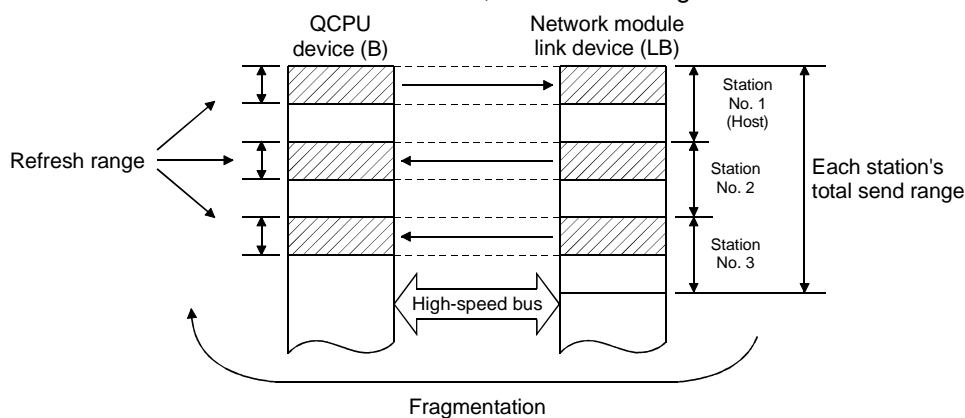 QCPU
device (B)
Network module
link device (LB)
Refresh range
Station
No. 1
(Host)
Station
No. 2
Station
No. 3
Each station's
total send range
High-speed bus
Fragmentation